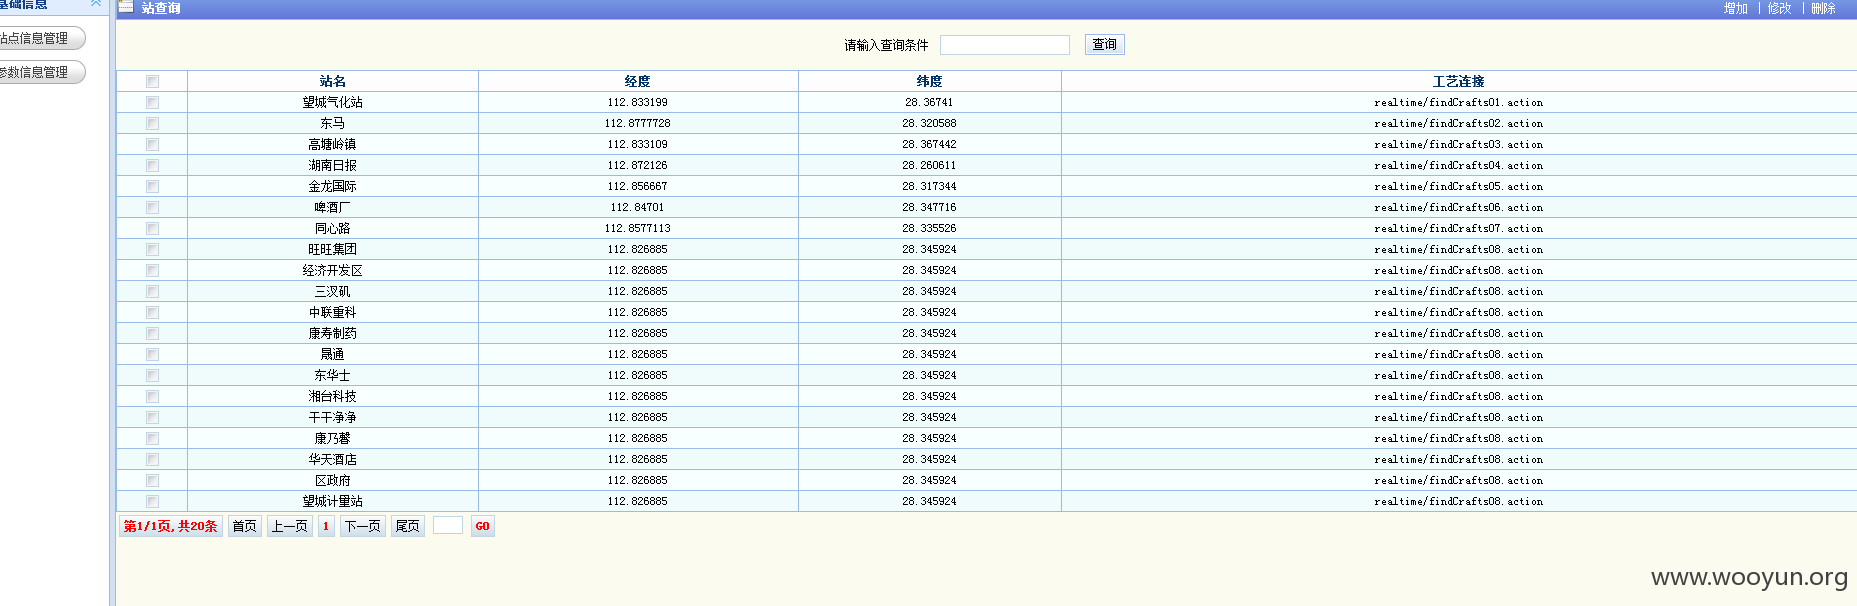 基础信息
站点信息管理
参数信息管理
站查询
增加 | 修改 | 删除
请输入查询条件 查询
站名 经度 纬度 工艺连接
望城气化站 112.833199 28.36741 realtime/findCrafts01.action
东马 112.8777728 28.320588 realtime/findCrafts02.action
高塘岭镇 112.833109 28.367442 realtime/findCrafts03.action
湖南日报 112.872126 28.260611 realtime/findCrafts04.action
金龙国际 112.856667 28.317344 realtime/findCrafts05.action
啤酒厂 112.84701 28.347716 realtime/findCrafts06.action
同心路 112.8577113 28.335526 realtime/findCrafts07.action
旺旺集团 112.826885 28.345924 realtime/findCrafts08.action
经济开发区 112.826885 28.345924 realtime/findCrafts08.action
三汊矶 112.826885 28.345924 realtime/findCrafts08.action
中联重科 112.826885 28.345924 realtime/findCrafts08.action
康寿制药 112.826885 28.345924 realtime/findCrafts08.action
晟通 112.826885 28.345924 realtime/findCrafts08.action
东华士 112.826885 28.345924 realtime/findCrafts08.action
湘台科技 112.826885 28.345924 realtime/findCrafts08.action
干干净净 112.826885 28.345924 realtime/findCrafts08.action
康乃馨 112.826885 28.345924 realtime/findCrafts08.action
华天酒店 112.826885 28.345924 realtime/findCrafts08.action
区政府 112.826885 28.345924 realtime/findCrafts08.action
望城计量站 112.826885 28.345924 realtime/findCrafts08.action
第1/1页,共20条 首页 上一页 1 下一页 尾页 GO
www.wooyun.org